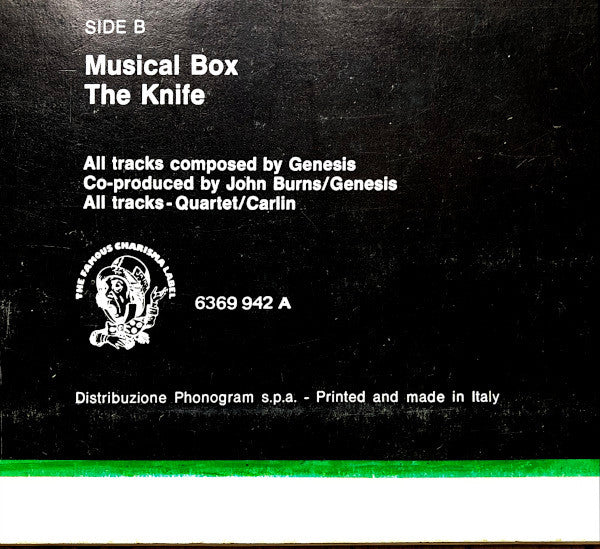 SIDE B
Musical Box
The Knife
All tracks composed by Genesis
Co-produced by John Burns/Genesis
All tracks-Quartet/Carlin
THE FAMOUS CHARISMA LABEL
6369 942 A
Distribuzione Phonogram s.p.a. - Printed and made in Italy